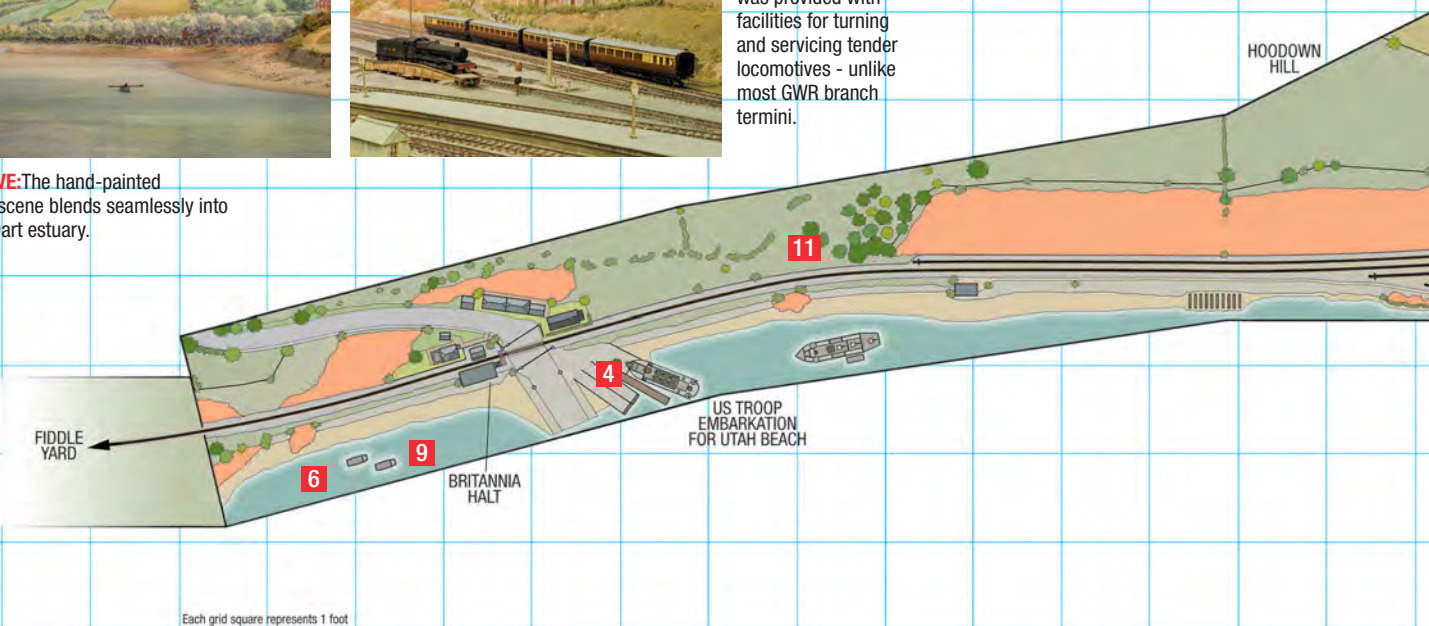 was provided with
facilities for turning
and servicing tender
locomotives - unlike
most GWR branch
termini.
VE:The hand-painted
scene blends seamlessly into
art estuary.
HOODOWN
HILL
11
4
US TROOP
EMBARKATION
FOR UTAH BEACH
FIDDLE
YARD
6
9
BRITANNIA
HALT
Each grid square represents 1 foot